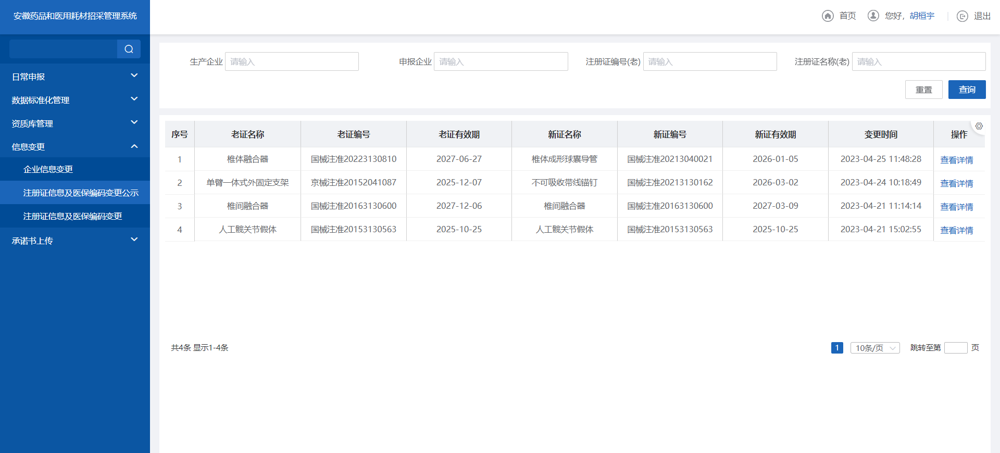 安徽药品和医用耗材招采管理系统
首页 您好，胡桓宇 退出
日常申报
数据标准化管理
资质库管理
信息变更
企业信息变更
注册证信息及医保编码变更公示
注册证信息及医保编码变更
承诺书上传
生产企业 请输入 申报企业 请输入 注册证编号(老) 请输入 注册证名称(老) 请输入
重置 查询
序号 老证名称 老证编号 老证有效期 新证名称 新证编号 新证有效期 变更时间 操作
1 椎体融合器 国械注准20223130810 2027-06-27 椎体成形球囊导管 国械注准20213040021 2026-01-05 2023-04-25 11:48:28 查看详情
2 单臂一体式外固定支架 京械注准20152041087 2025-12-07 不可吸收带线锚钉 国械注准20213130162 2026-03-02 2023-04-24 10:18:49 查看详情
3 椎间融合器 国械注准20163130600 2027-12-06 椎间融合器 国械注准20163130600 2027-03-09 2023-04-21 11:14:14 查看详情
4 人工髋关节假体 国械注准20153130563 2025-10-25 人工髋关节假体 国械注准20153130563 2025-10-25 2023-04-21 15:02:55 查看详情
共4条 显示1-4条 1 10条/页 跳转至第 页